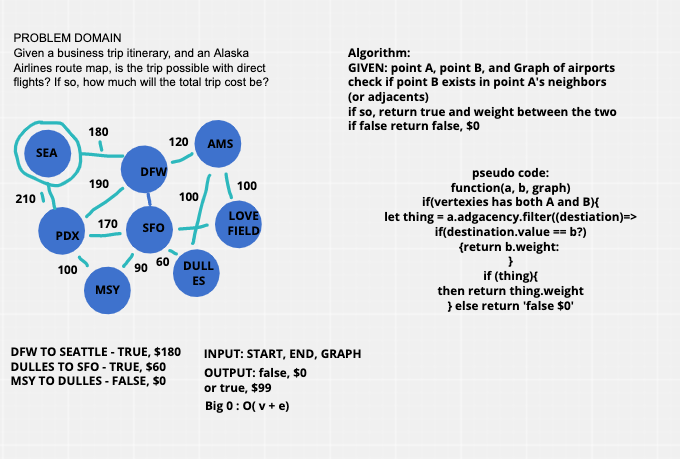 PROBLEM DOMAIN
Given a business trip itinerary, and an Alaska
Airlines route map, is the trip possible with direct
flights? If so, how much will the total trip cost be?
Algorithm:
GIVEN: point A, point B, and Graph of airports
check if point B exists in point A's neighbors
(or adjacents)
if so, return true and weight between the two
if false return false, $0
180
120
AMS
SEA
DFW
190
100
100
210
LOVE
FIELD
PDX
170
SFO
100
90
60
DULL
ES
MSY
pseudo code:
function(a, b, graph)
if(vertexies has both A and B){
let thing = a.adgacency.filter((destiation)=>
if(destination.value == b?)
{return b.weight:
}
if (thing){
then return thing.weight
} else return 'false $0'
DFW TO SEATTLE - TRUE, $180
DULLES TO SFO - TRUE, $60
MSY TO DULLES - FALSE, $0
INPUT: START, END, GRAPH
OUTPUT: false, $0
or true, $99
Big 0 : O( v + e)